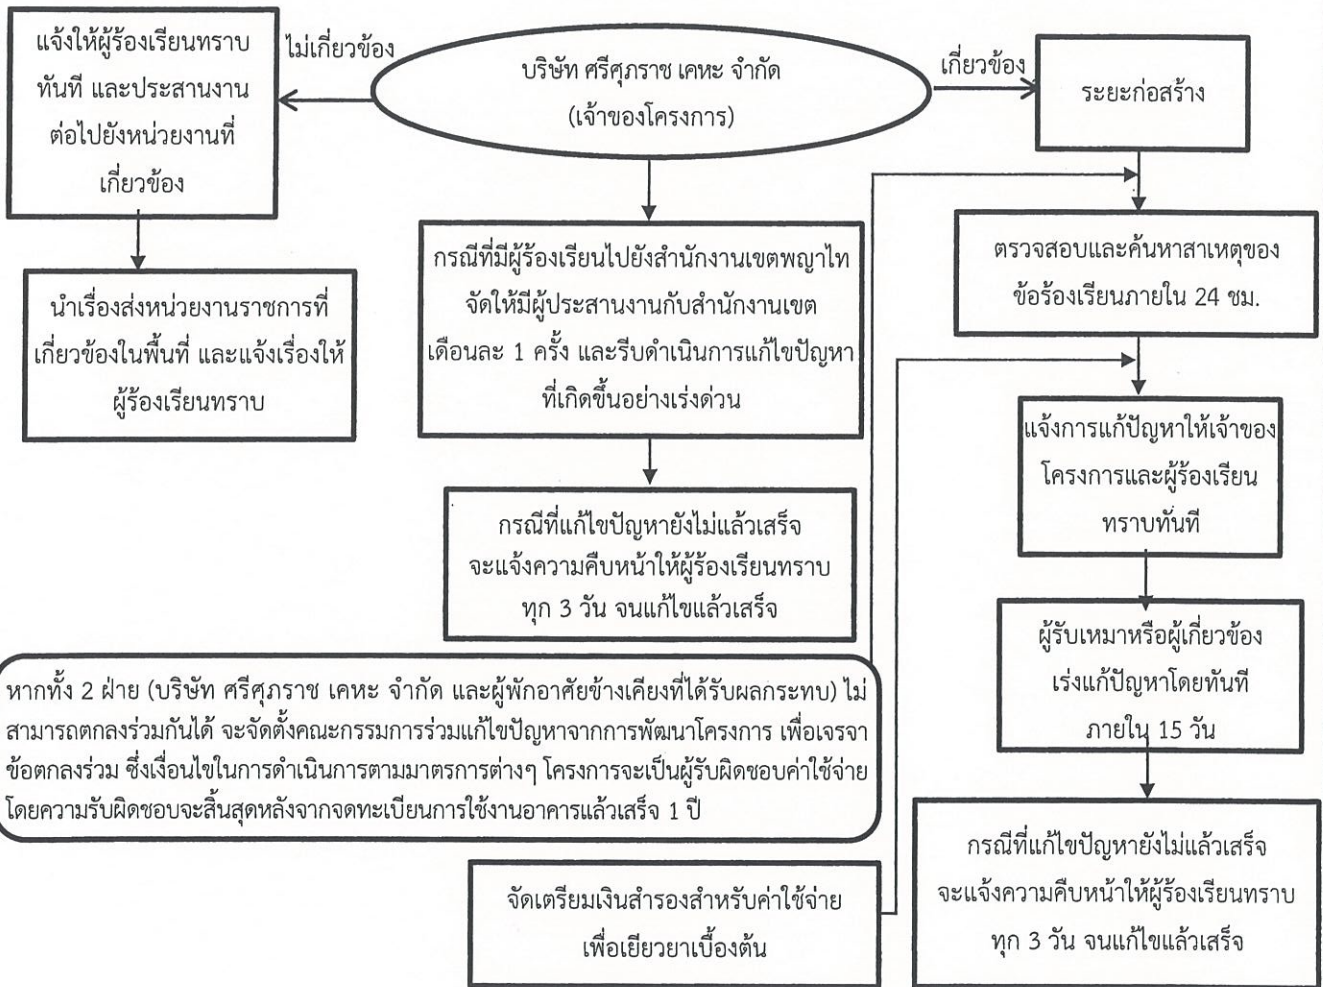 แจ้งให้ผู้ร้องเรียนทราบ
ทันที และประสานงาน
ต่อไปยังหน่วยงานที่
เกี่ยวข้อง
ไม่เกี่ยวข้อง
บริษัท ศรีศุภราช เคหะ จำกัด
(เจ้าของโครงการ)
เกี่ยวข้อง
ระยะก่อสร้าง
นำเรื่องส่งหน่วยงานราชการที่
เกี่ยวข้องในพื้นที่ และแจ้งเรื่องให้
ผู้ร้องเรียนทราบ
กรณีที่มีผู้ร้องเรียนไปยังสำนักงานเขตพญาไท
จัดให้มีผู้ประสานงานกับสำนักงานเขต
เดือนละ 1 ครั้ง และรีบดำเนินการแก้ไขปัญหา
ที่เกิดขึ้นอย่างเร่งด่วน
กรณีที่แก้ไขปัญหายังไม่แล้วเสร็จ
จะแจ้งความคืบหน้าให้ผู้ร้องเรียนทราบ
ทุก 3 วัน จนแก้ไขแล้วเสร็จ
ตรวจสอบและค้นหาสาเหตุของ
ข้อร้องเรียนภายใน 24 ชม.
แจ้งการแก้ปัญหาให้เจ้าของ
โครงการและผู้ร้องเรียน
ทราบทั่นที
ผู้รับเหมาหรือผู้เกี่ยวข้อง
เร่งแก้ปัญหาโดยทันที
ภายใน 15 วัน
หากทั้ง 2 ฝ่าย (บริษัท ศรีศุภราช เคหะ จำกัด และผู้พักอาศัยข้างเคียงที่ได้รับผลกระทบ) ไม่
สามารถตกลงร่วมกันได้ จะจัดตั้งคณะกรรมการร่วมแก้ไขปัญหาจากการพัฒนาโครงการ เพื่อเจรจา
ข้อตกลงร่วม ซึ่งเงื่อนไขในการดำเนินการตามมาตรการต่างๆ โครงการจะเป็นผู้รับผิดชอบค่าใช้จ่าย
โดยความรับผิดชอบจะสิ้นสุดหลังจากจดทะเบียนการใช้งานอาคารแล้วเสร็จ 1 ปี
จัดเตรียมเงินสำรองสำหรับค่าใช้จ่าย
เพื่อเยียวยาเบื้องต้น
กรณีที่แก้ไขปัญหายังไม่แล้วเสร็จ
จะแจ้งความคืบหน้าให้ผู้ร้องเรียนทราบ
ทุก 3 วัน จนแก้ไขแล้วเสร็จ